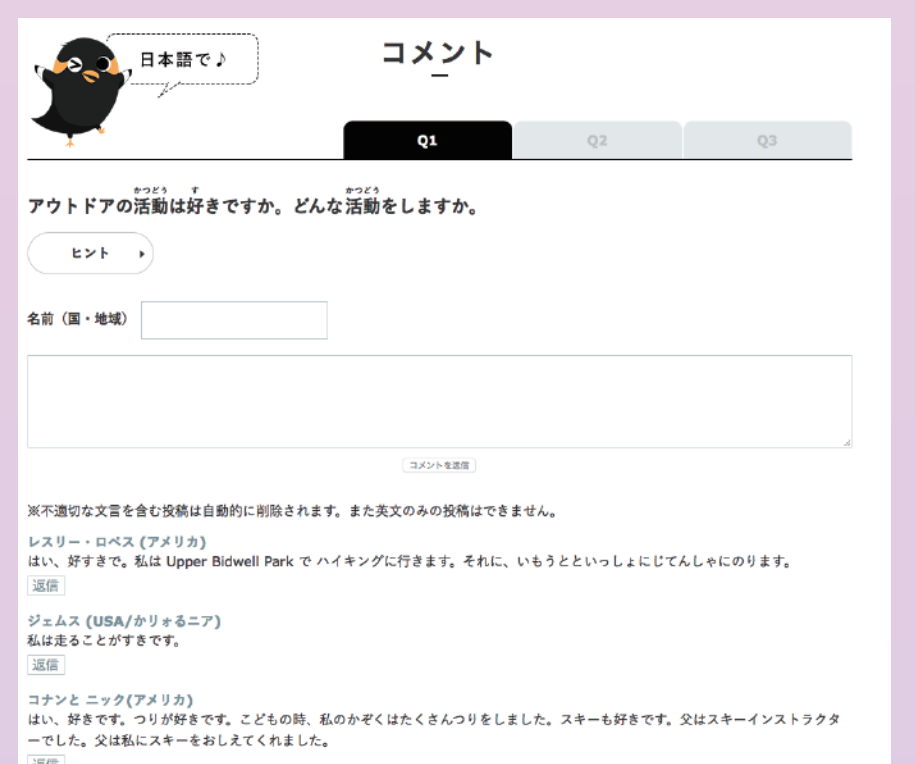 日本語で♪
コメント
Q1 Q2 Q3
かつどう す かつどう
アウトドアの活動は好きですか。どんな活動をしますか。
ヒント
名前（国・地域）
コメントを送信
※不適切な文言を含む投稿は自動的に削除されます。また英文のみの投稿はできません。
レスリー・ロペス (アメリカ)
はい、好すきで。私は Upper Bidwell Park で ハイキングに行きます。それに、いもうとといっしょにじてんしゃにのります。
返信
ジェムス (USA/かりォるニア)
私は走ることがすきです。
返信
コナンと ニック(アメリカ)
はい、好きです。つりが好きです。こどもの時、私のかぞくはたくさんつりをしました。スキーも好きです。父はスキーインストラクタ
ーでした。父は私にスキーをおしえてくれました。
返信